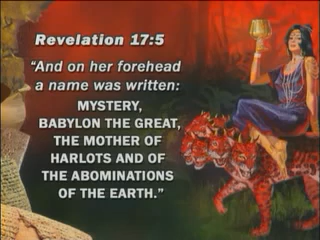 Revelation 17:5
“And on her forehead
a name was written:
MYSTERY,
BABYLON THE GREAT,
THE MOTHER OF
HARLOTS AND OF
THE ABOMINATIONS
OF THE EARTH.”